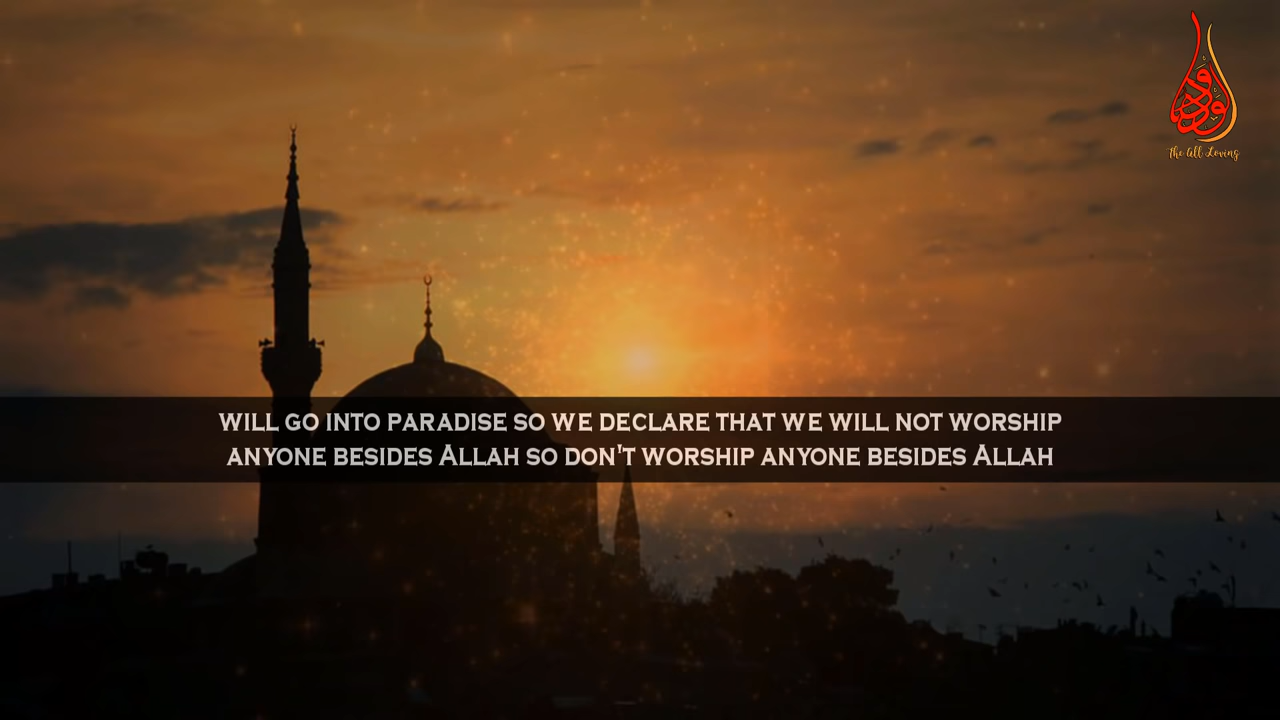 ودود
The All Loving
WILL GO INTO PARADISE SO WE DECLARE THAT WE WILL NOT WORSHIP
ANYONE BESIDES ALLAH SO DON'T WORSHIP ANYONE BESIDES ALLAH